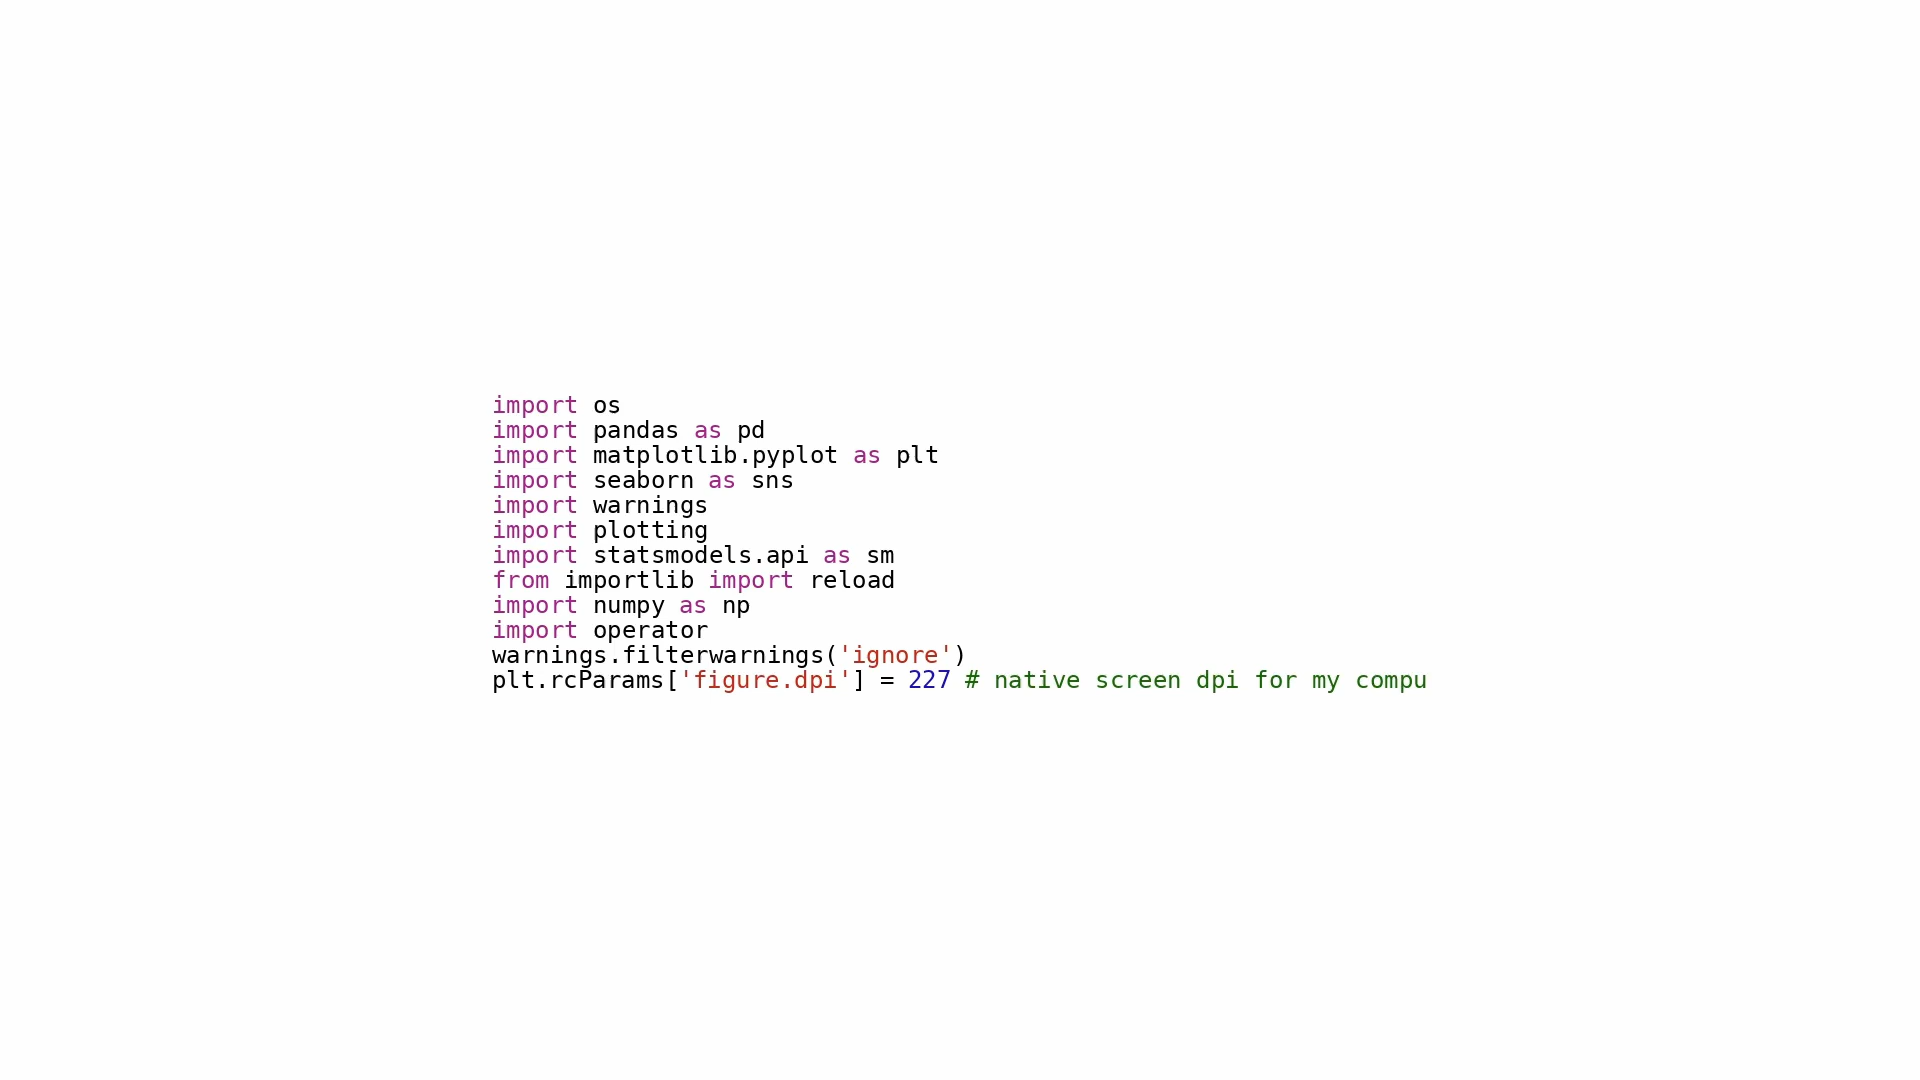 import os
import pandas as pd
import matplotlib.pyplot as plt
import seaborn as sns
import warnings
import plotting
import statsmodels.api as sm
from importlib import reload
import numpy as np
import operator
warnings.filterwarnings('ignore')
plt.rcParams['figure.dpi'] = 227 # native screen dpi for my compu